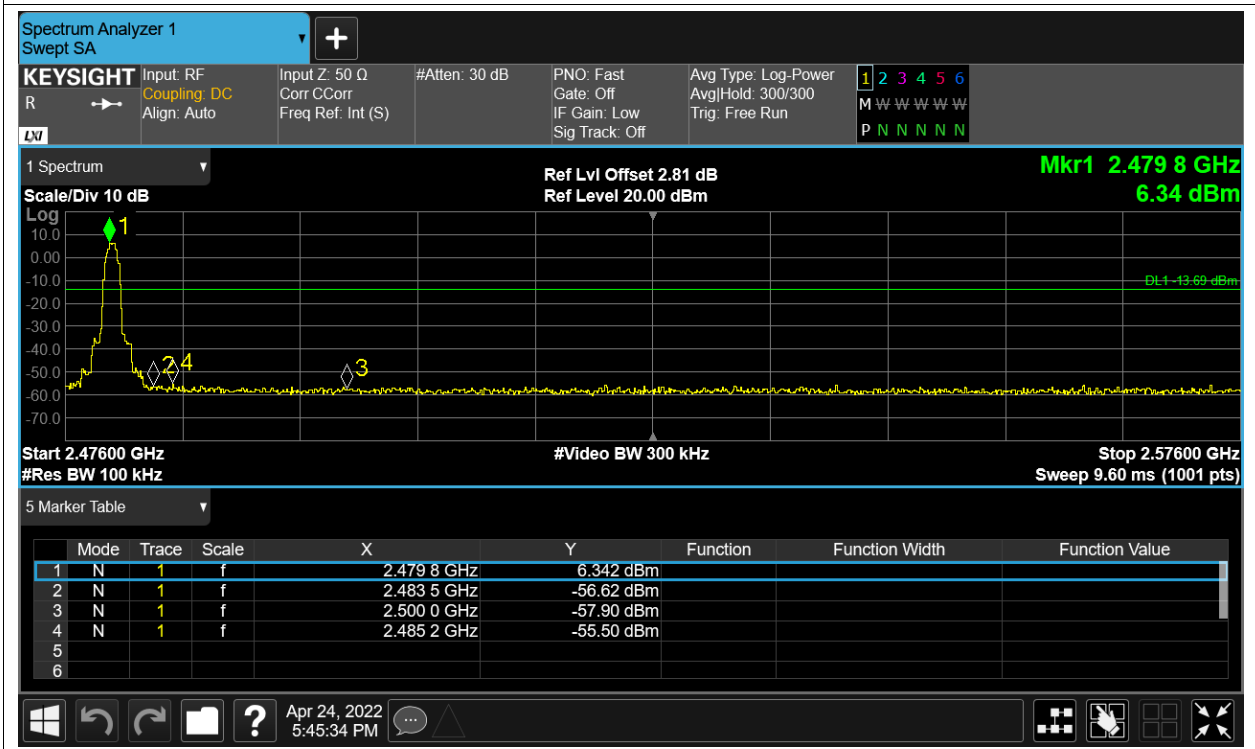 Spectrum Analyzer 1
Swept SA
+
KEYSIGHT Input: RF Input Z: 50 Ω #Atten: 30 dB PNO: Fast Avg Type: Log-Power 1 2 3 4 5 6
R Coupling: DC Corr CCorr Gate: Off Avg|Hold: 300/300 M W W W W W W
Align: Auto Freq Ref: Int (S) IF Gain: Low Trig: Free Run
LXI Sig Track: Off P N N N N N N
1 Spectrum Ref Lvl Offset 2.81 dB Mkr1 2.479 8 GHz
Scale/Div 10 dB Ref Level 20.00 dBm 6.34 dBm
Log
1
10.0
0.00
-10.0 DL1 -13.69 dBm
-20.0
-30.0
-40.0
2 4 3
-50.0
-60.0
-70.0
Start 2.47600 GHz #Video BW 300 kHz Stop 2.57600 GHz
#Res BW 100 kHz Sweep 9.60 ms (1001 pts)
5 Marker Table
Mode Trace Scale X Y Function Function Width Function Value
1 N 1 f 2.479 8 GHz 6.342 dBm
2 N 1 f 2.483 5 GHz -56.62 dBm
3 N 1 f 2.500 0 GHz -57.90 dBm
4 N 1 f 2.485 2 GHz -55.50 dBm
5
6
? Apr 24, 2022
5:45:34 PM